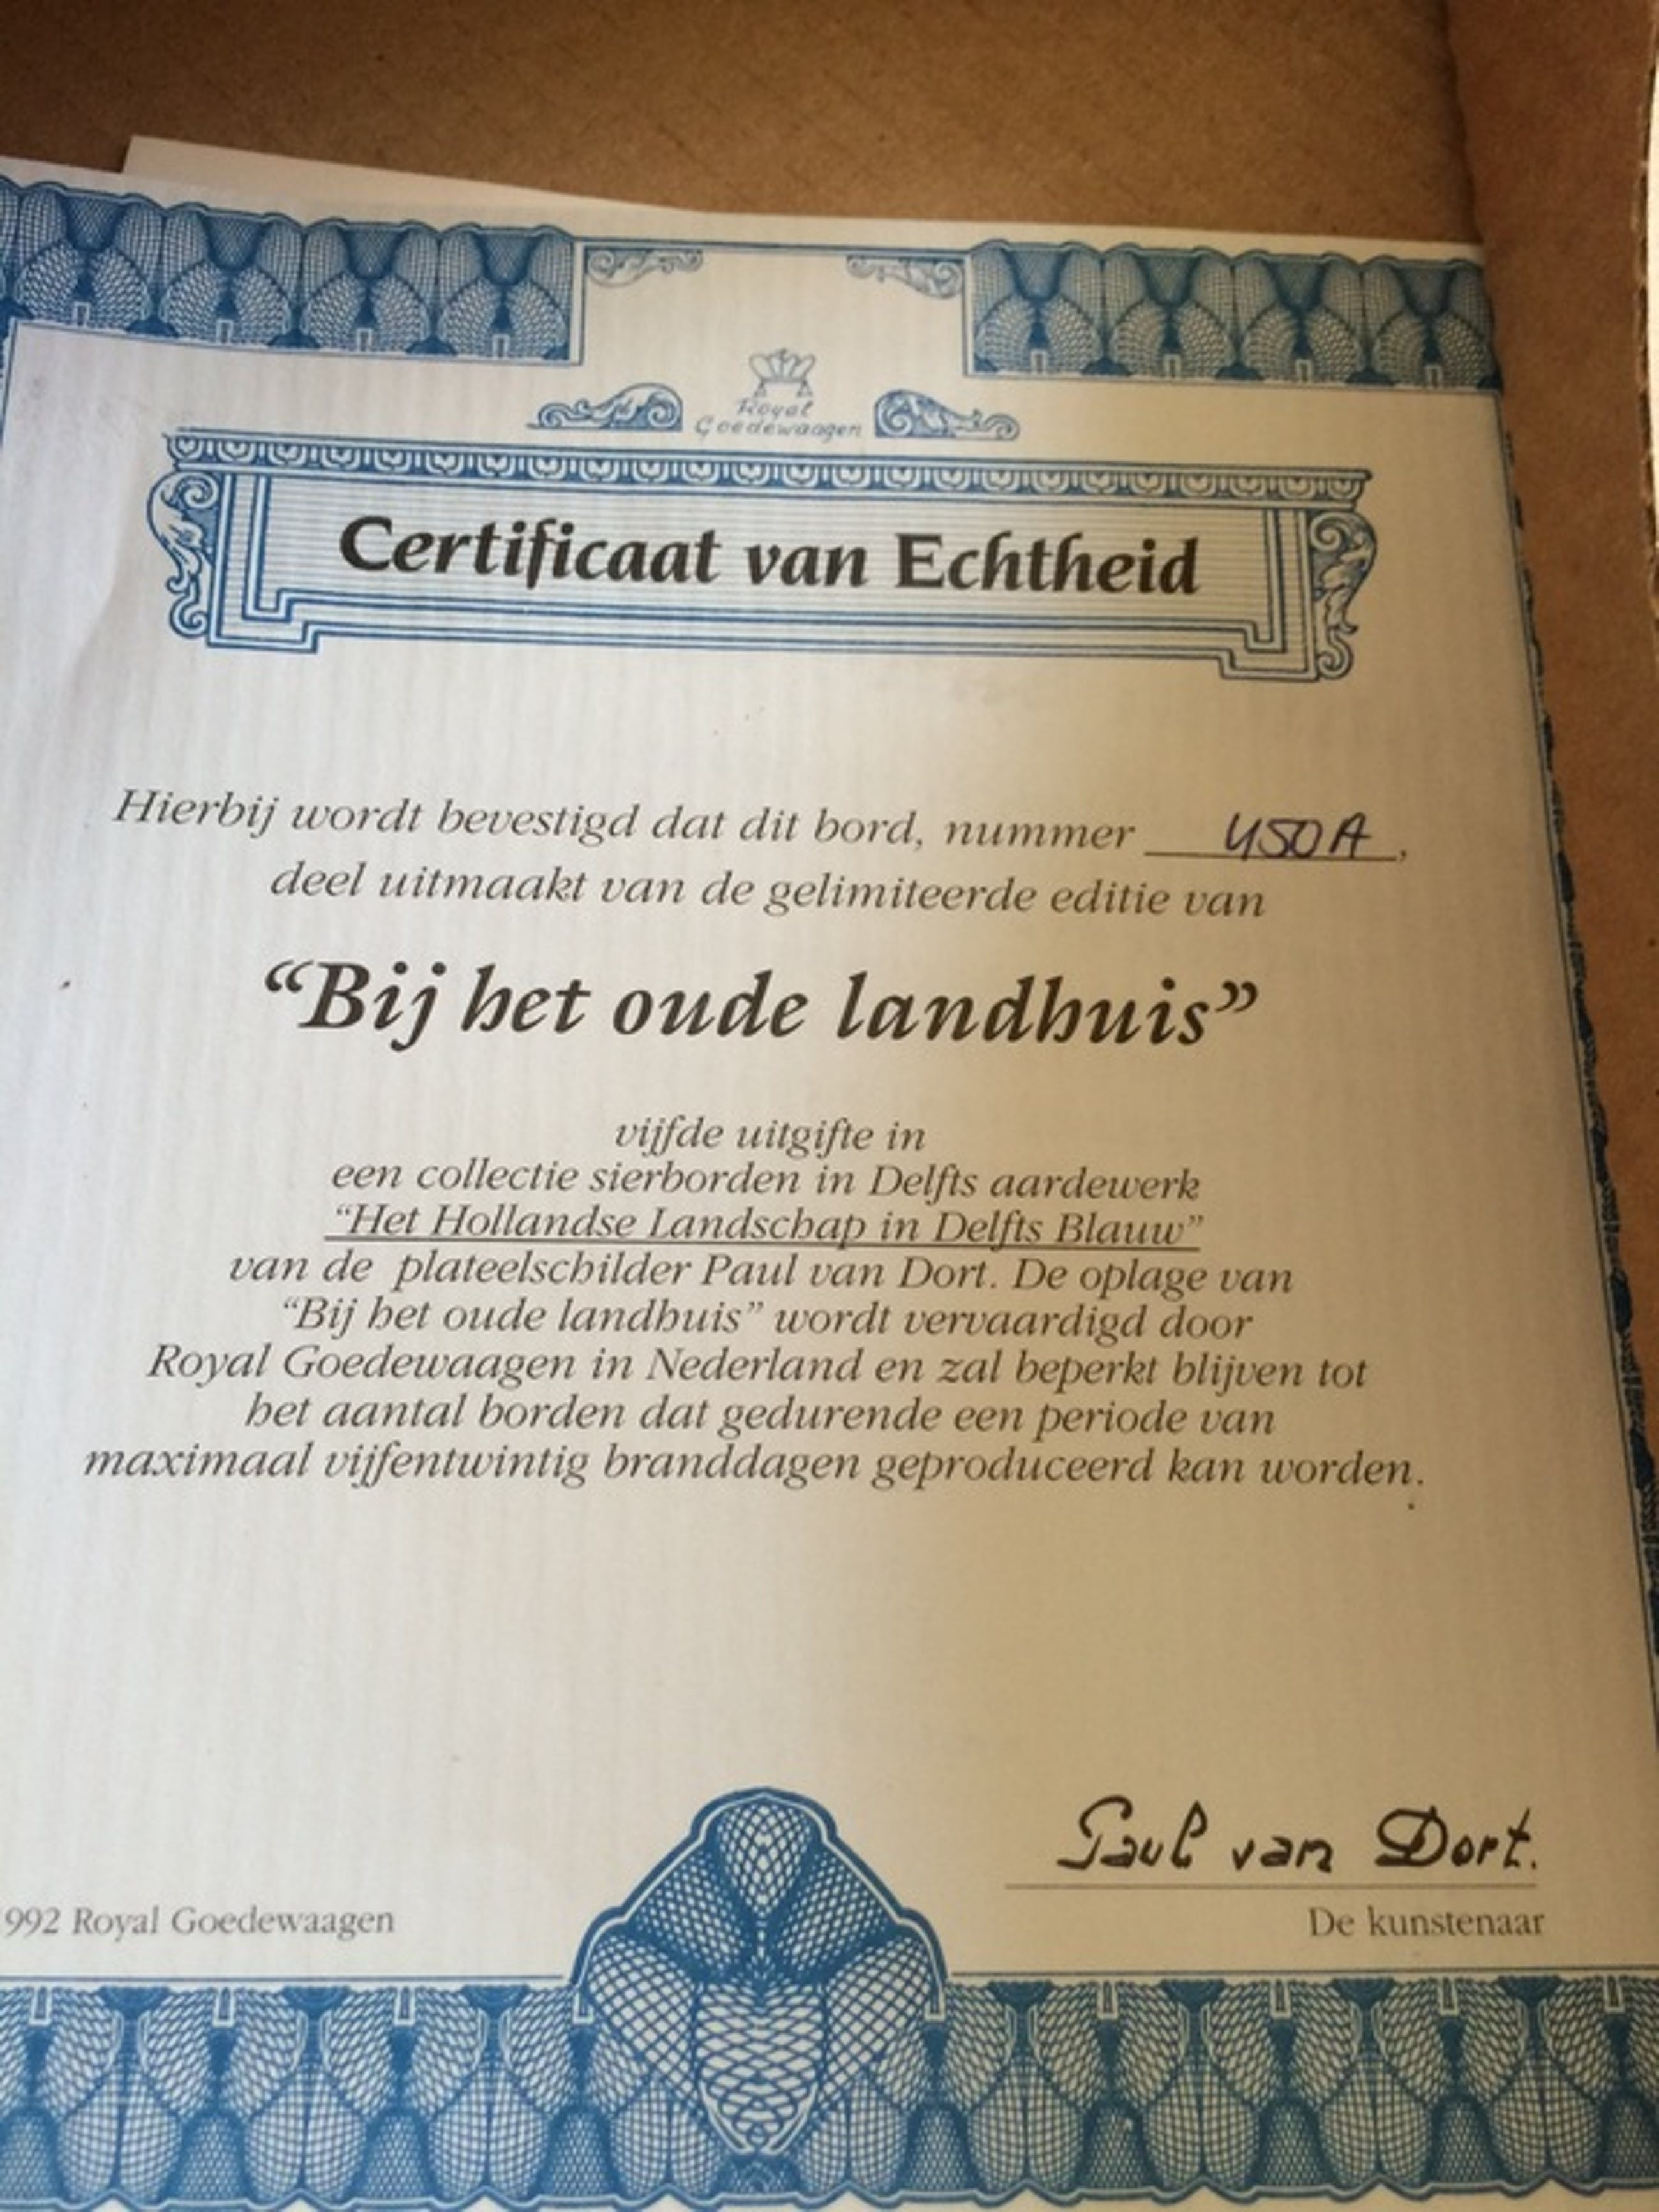 Royal
Goedewaagen
Certificaat van Echtheid
Hierbij wordt bevestigd dat dit bord, nummer 450A,
deel uitmaakt van de gelimiteerde editie van
“Bij het oude landhuis”
vijfde uitgifte in
een collectie sierborden in Delfts aardewerk
“Het Hollandse Landschap in Delfts Blauw”
van de plateelschilder Paul van Dort. De oplage van
“Bij het oude landhuis” wordt vervaardigd door
Royal Goedewaagen in Nederland en zal beperkt blijven tot
het aantal borden dat gedurende een periode van
maximaal vijfentwintig branddagen geproduceerd kan worden.
Paul van Dort.
992 Royal Goedewaagen
De kunstenaar